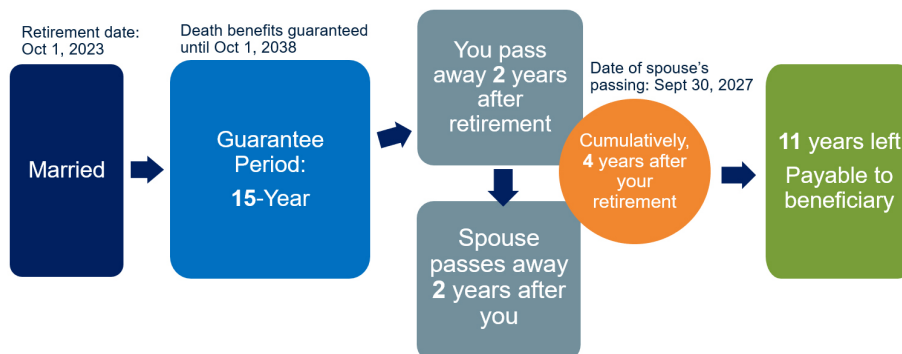 Retirement date:
Oct 1, 2023
Married
Death benefits guaranteed
until Oct 1, 2038
Guarantee
Period:
15-Year
You pass
away 2 years
after
retirement
Spouse
passes away
2 years after
you
Date of spouse's
passing: Sept 30, 2027
Cumulatively,
4 years after
your
retirement
11 years left
Payable to
beneficiary